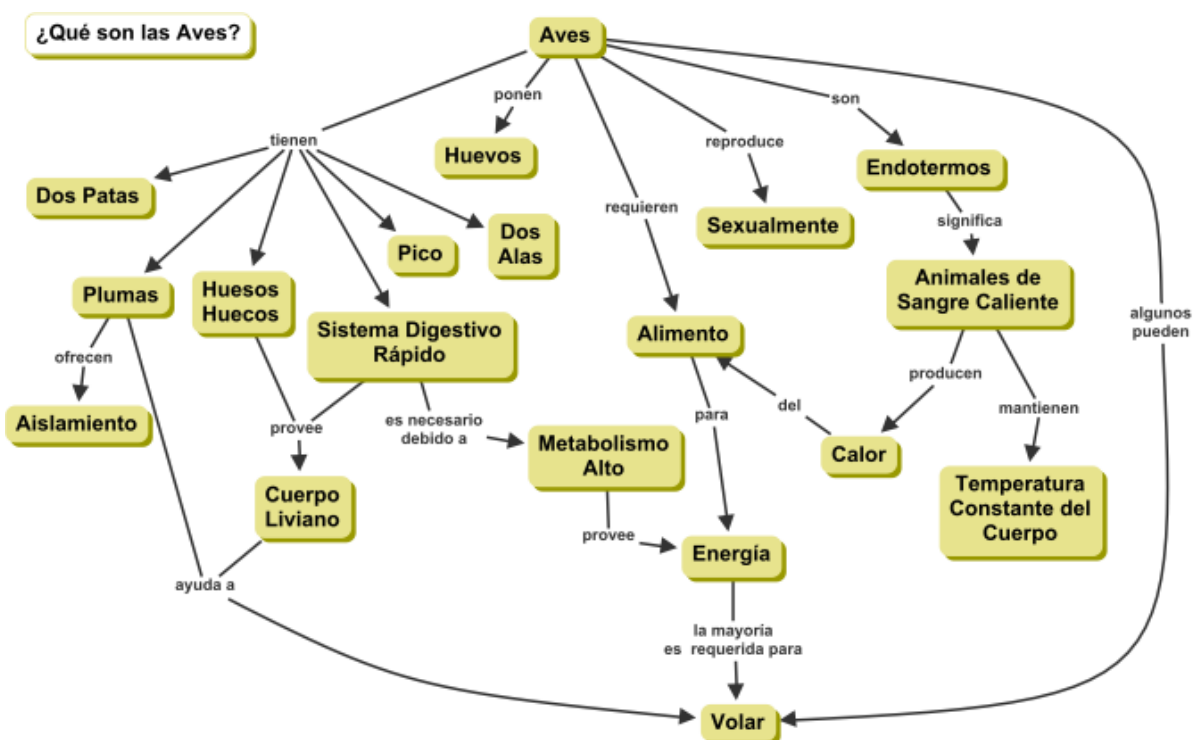 ¿Qué son las Aves?
Aves
ponen
son
tienen
reproduce
Huevos
Endotermos
Dos Patas
requieren
Sexualmente
significa
Pico
Dos
Alas
Plumas
Huesos
Huecos
Animales de
Sangre Caliente
algunos
pueden
Sistema Digestivo
Rápido
Alimento
ofrecen
producen
Aislamiento
provee
es necesario
debido a
para
del
mantienen
Metabolismo
Alto
Calor
Cuerpo
Liviano
Temperatura
Constante del
Cuerpo
provee
Energía
ayuda a
la mayoría
es requerida para
Volar